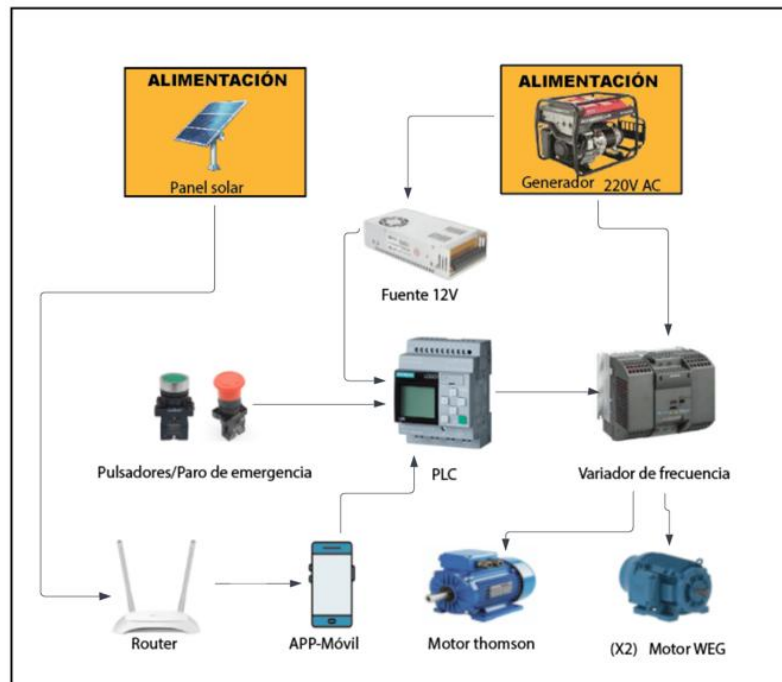 ALIMENTACIÓN
Panel solar
ALIMENTACIÓN
Generador 220V AC
Fuente 12V
Pulsadores/Paro de emergencia
PLC
Variador de frecuencia
Router
APP-Móvil
Motor thomson
(X2) Motor WEG